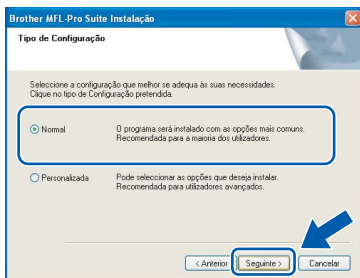 Brother MFL-Pro Suite Instalação
Tipo de Configuração
Seleccione a configuração que melhor se adequa às suas necessidades.
Clique no tipo de Configuração pretendida.
Normal
O programa será instalado com as opções mais comuns.
Recomendada para a maioria dos utilizadores.
Personalizada
Pode seleccionar as opções que deseja instalar.
Recomendada para utilizadores avançados.
< Anterior
Seguinte >
Cancelar